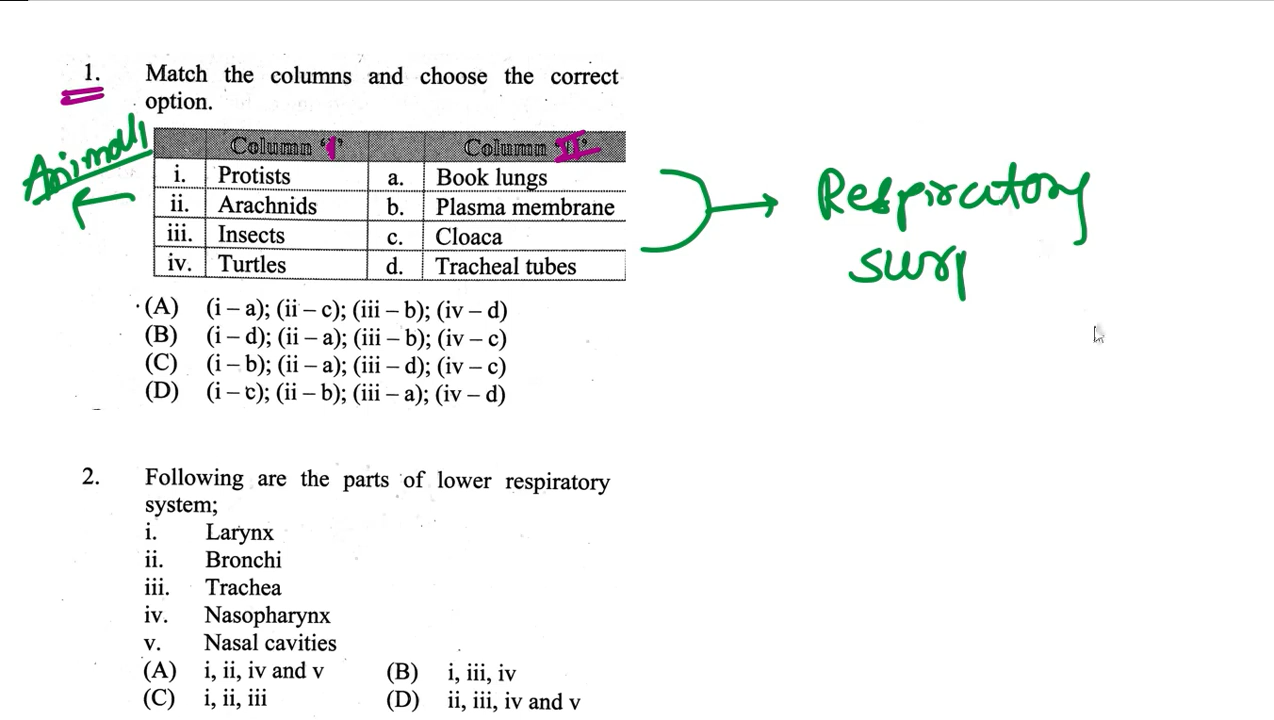 1. Match the columns and choose the correct
option.
Animals
Column ‘I’ Column ‘II’
i. Protists a. Book lungs
ii. Arachnids b. Plasma membrane
iii. Insects c. Cloaca
iv. Turtles d. Tracheal tubes
Respiratory
surf
(A) (i – a); (ii – c); (iii – b); (iv – d)
(B) (i – d); (ii – a); (iii – b); (iv – c)
(C) (i – b); (ii – a); (iii – d); (iv – c)
(D) (i – c); (ii – b); (iii – a); (iv – d)
2. Following are the parts of lower respiratory
system;
i. Larynx
ii. Bronchi
iii. Trachea
iv. Nasopharynx
v. Nasal cavities
(A) i, ii, iv and v (B) i, iii, iv
(C) i, ii, iii (D) ii, iii, iv and v